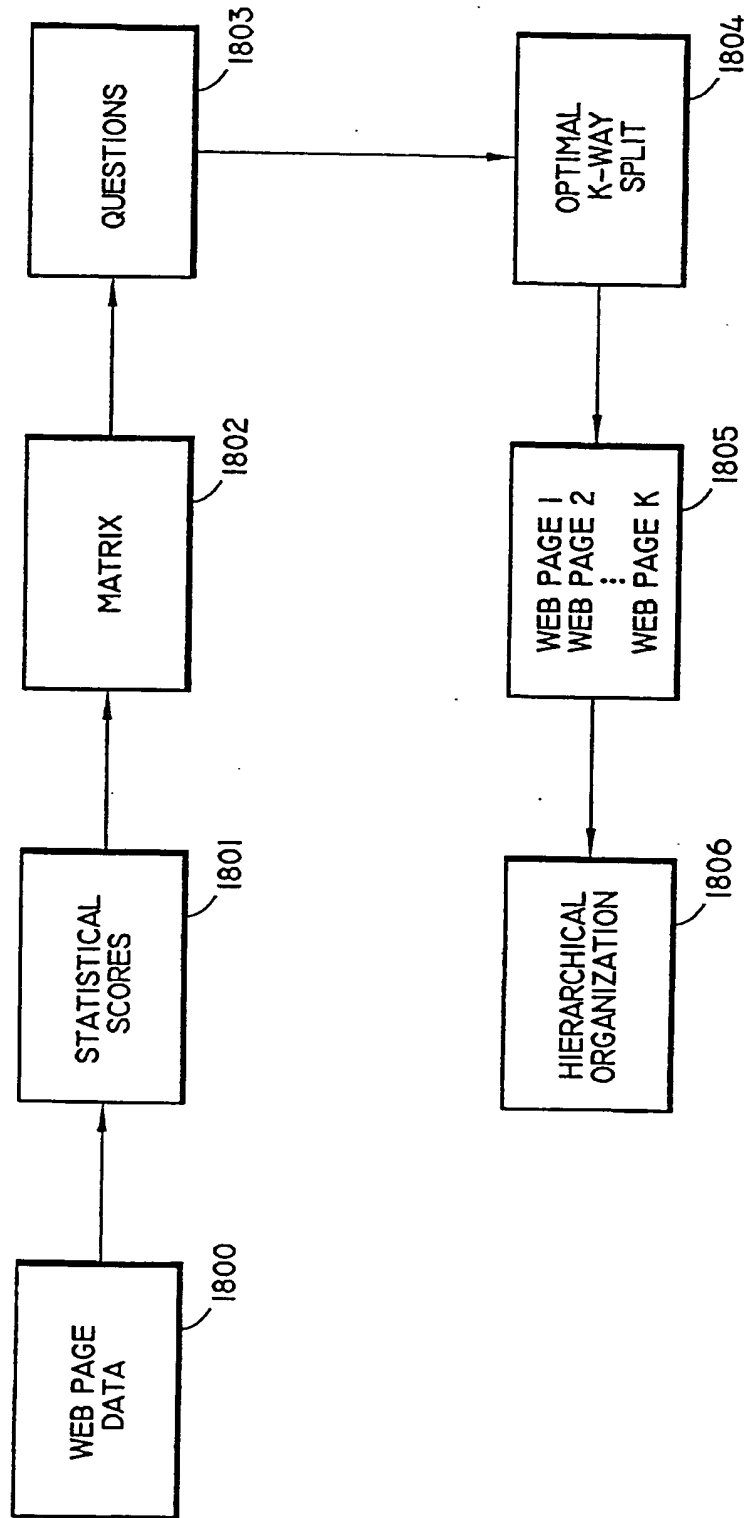 WEB PAGE
DATA
1800
STATISTICAL
SCORES
1801
MATRIX
1802
QUESTIONS
1803
OPTIMAL
K-WAY
SPLIT
1804
WEB PAGE 1
WEB PAGE 2
⋮
WEB PAGE K
1805
HIERARCHICAL
ORGANIZATION
1806